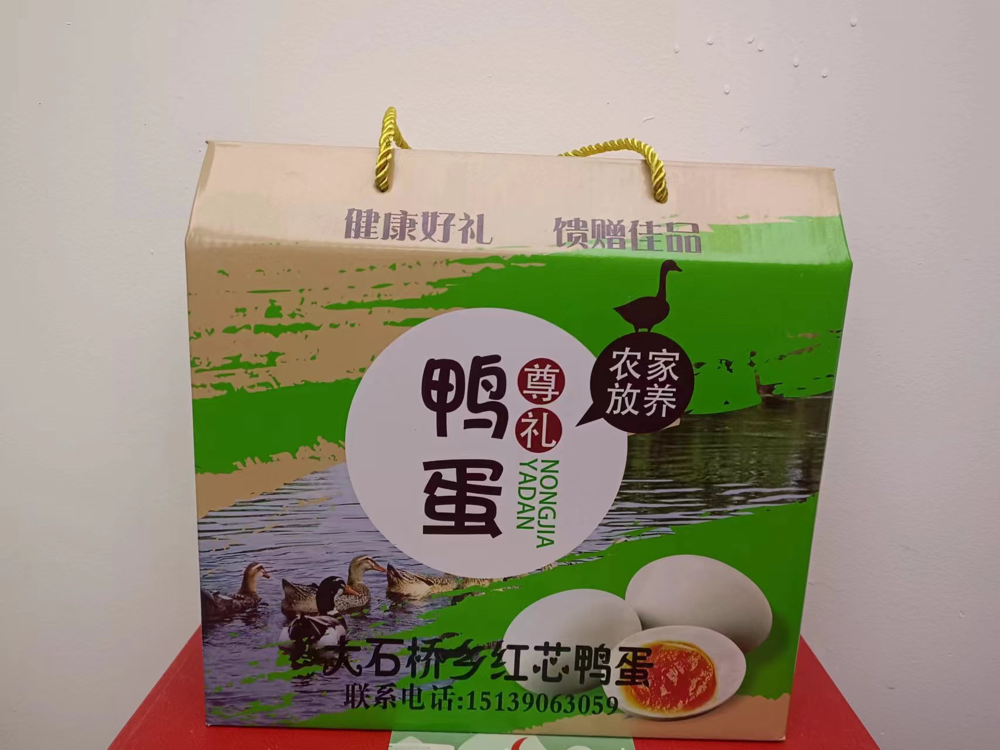 健康好礼 馈赠佳品
农家
放养
鸭蛋
尊礼
NONGJIA
YADAN
大石桥乡红芯鸭蛋
联系电话:15139063059